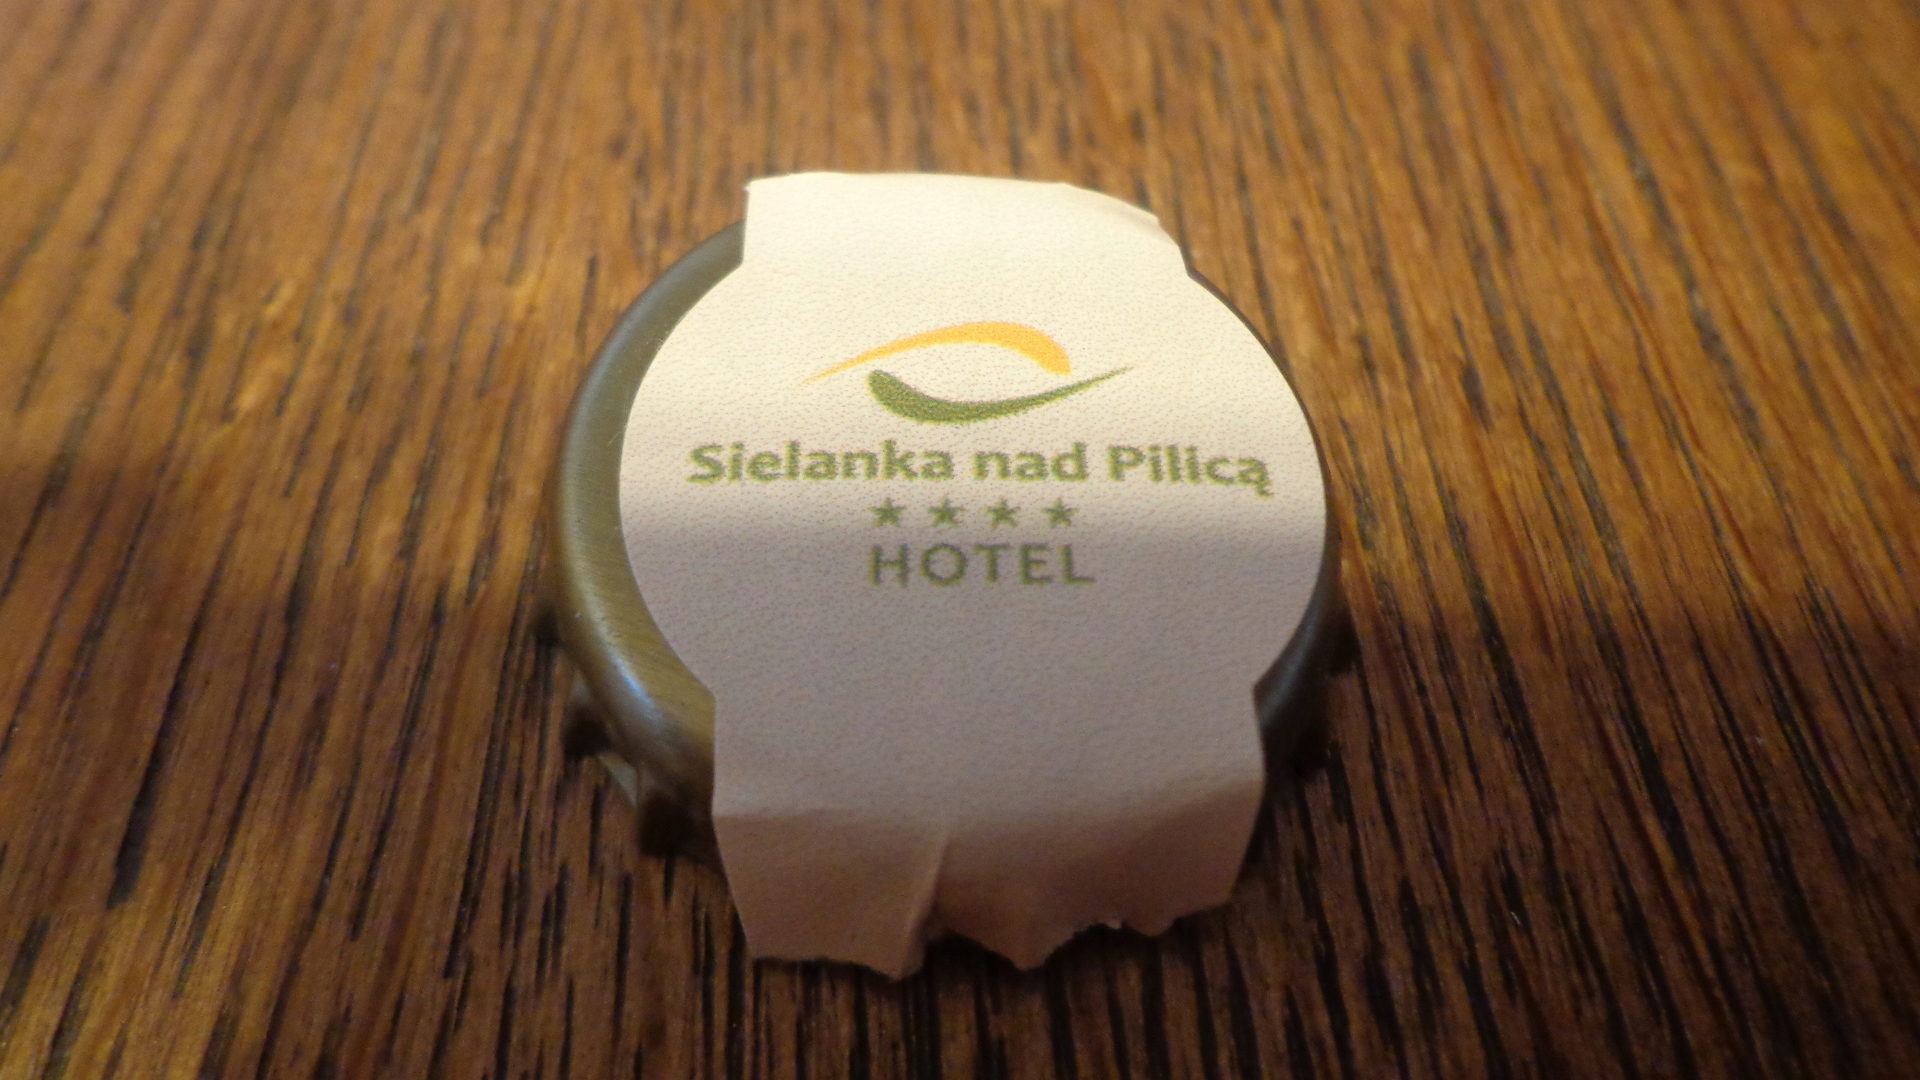 Sielanka nad Pilicą
★★★★
HOTEL